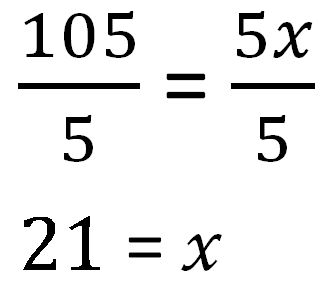 105/5 = 5x/5
21 = x